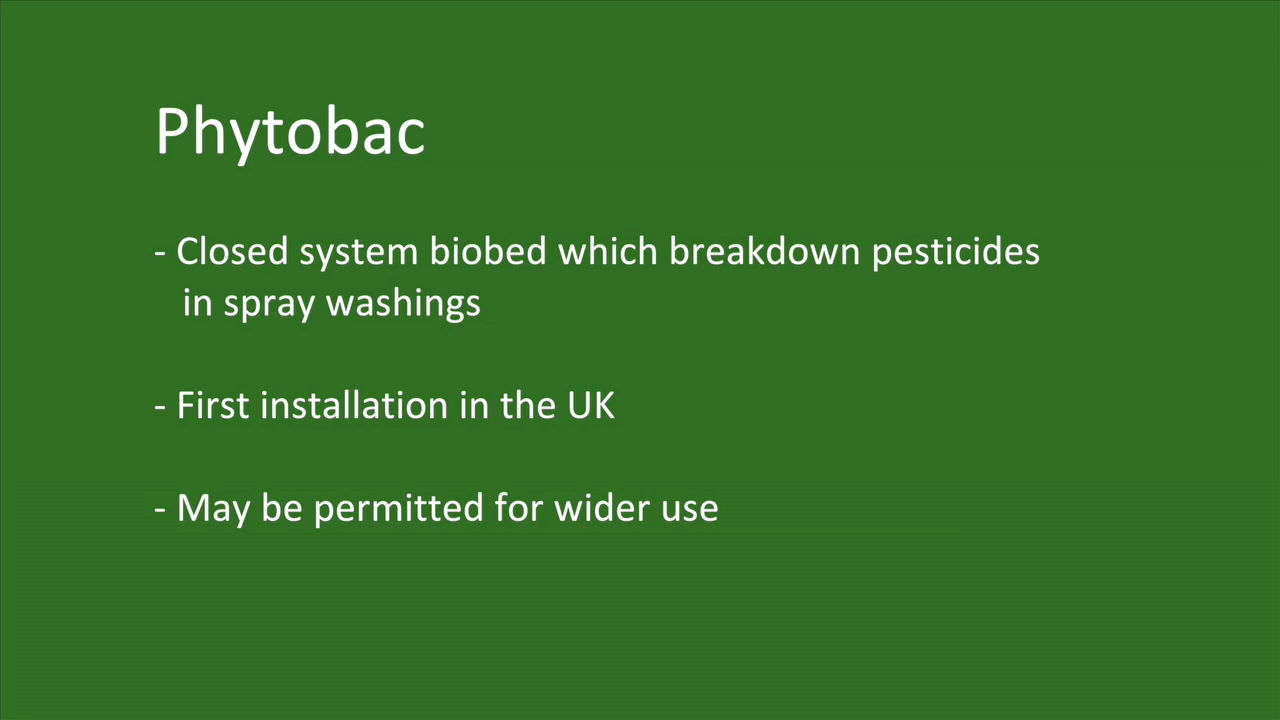 Phytobac
- Closed system biobed which breakdown pesticides
in spray washings
- First installation in the UK
- May be permitted for wider use